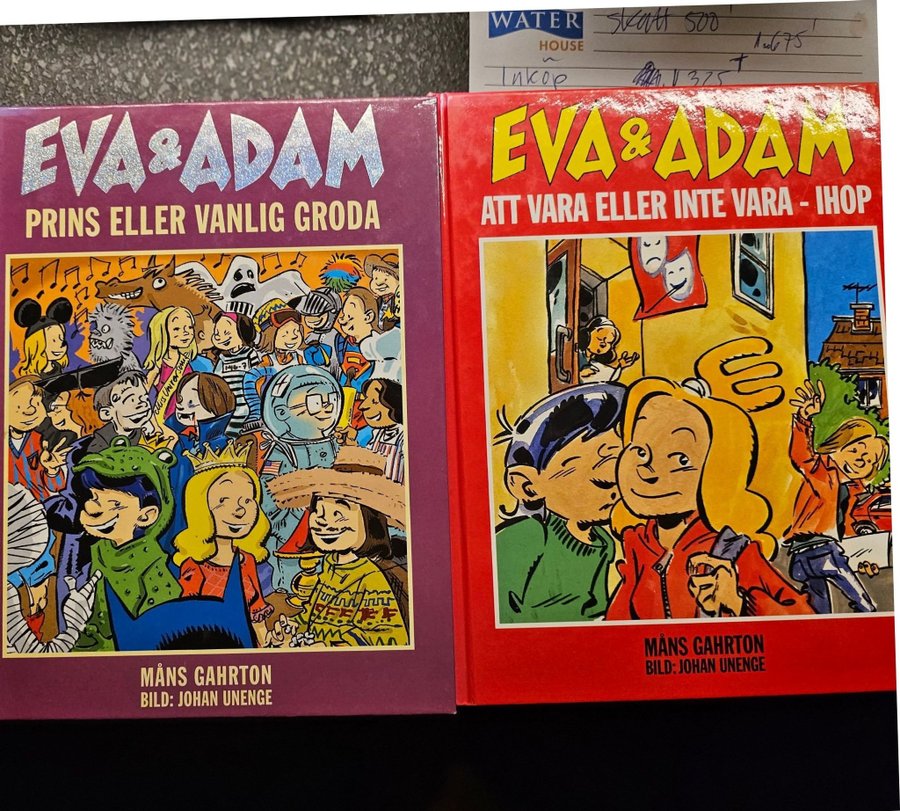 WATER
HOUSE
skatt 500
Inköp
325
EVA & ADAM
PRINS ELLER VANLIG GRODA
MÅNS GAHRTON
BILD: JOHAN UNENGE
EVA & ADAM
ATT VARA ELLER INTE VARA - IHOP
MÅNS GAHRTON
BILD: JOHAN UNENGE